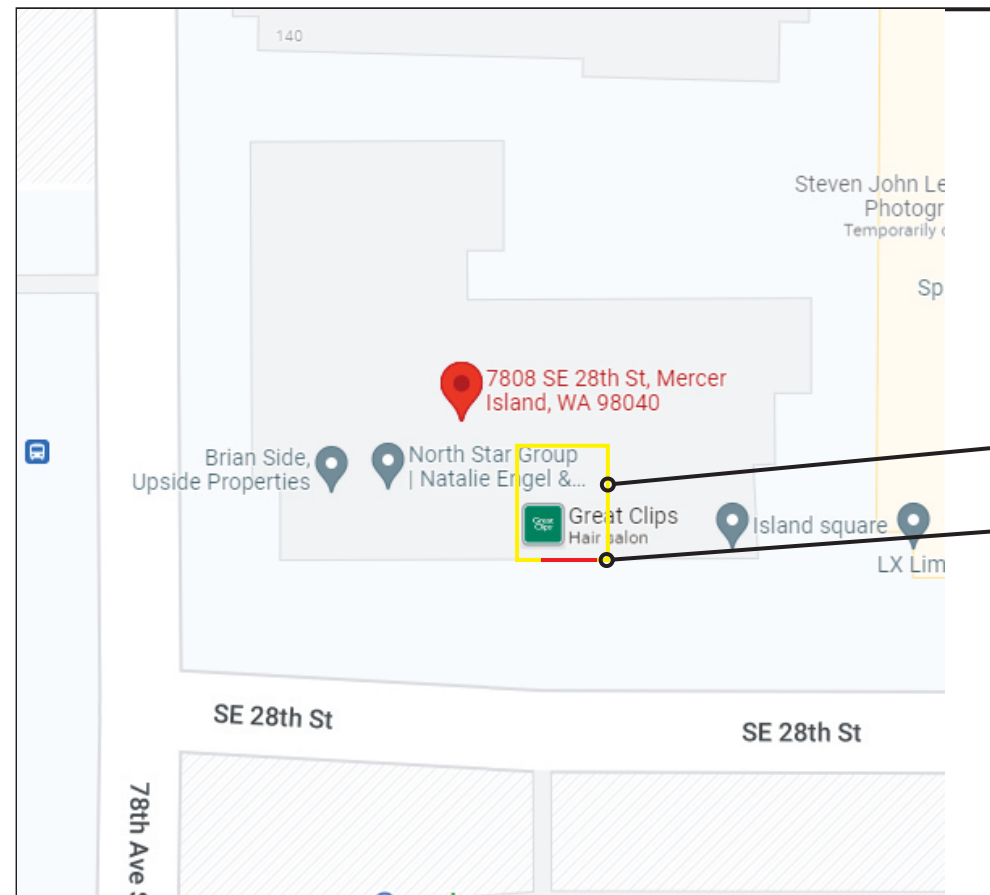 140
Steven John Le
Photogr
Temporarily
Sp
7808 SE 28th St, Mercer
Island, WA 98040
Brian Side,
Upside Properties
North Star Group
| Natalie Engel &...
Great Clips
Great Clips
Hair salon
Island square
LX Lim
SE 28th St
SE 28th St
78th Ave S